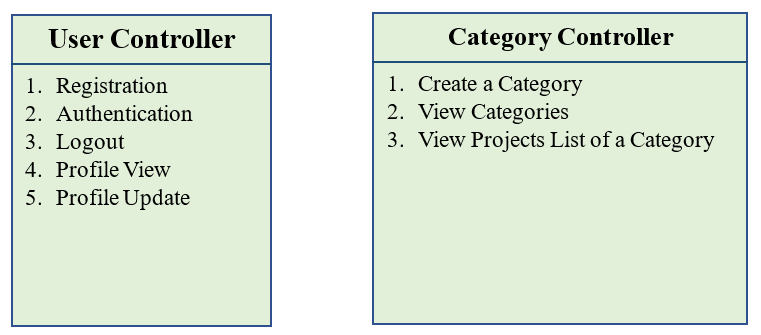 User Controller
1. Registration
2. Authentication
3. Logout
4. Profile View
5. Profile Update
Category Controller
1. Create a Category
2. View Categories
3. View Projects List of a Category